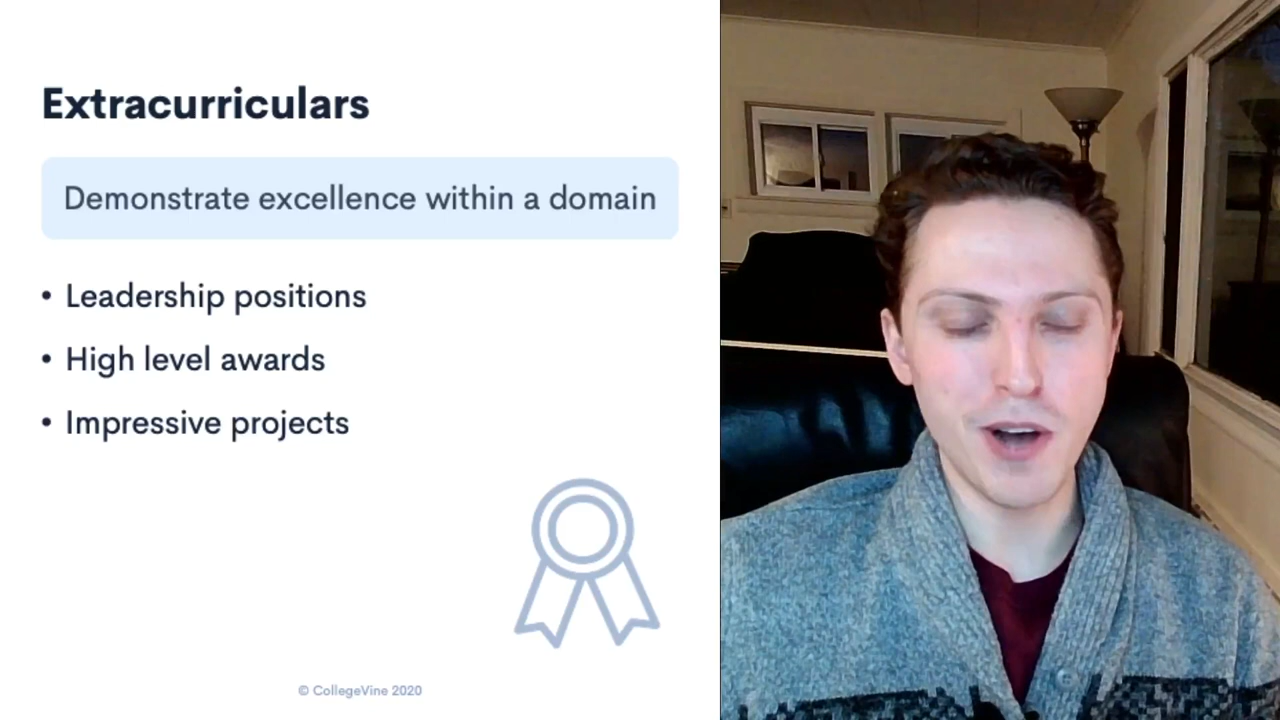 Extracurriculars
Demonstrate excellence within a domain
• Leadership positions
• High level awards
• Impressive projects
© CollegeVine 2020